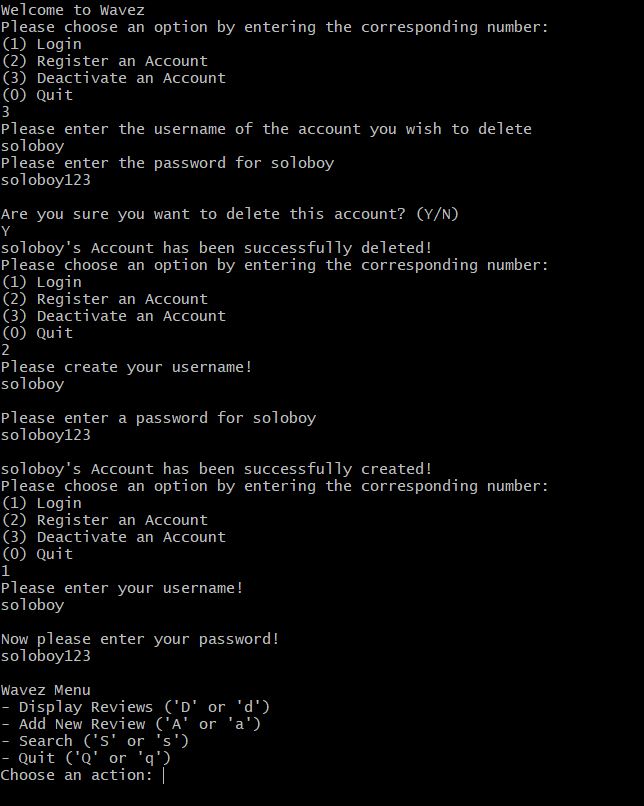 Welcome to Wavez
Please choose an option by entering the corresponding number:
(1) Login
(2) Register an Account
(3) Deactivate an Account
(0) Quit
3
Please enter the username of the account you wish to delete
soloboy
Please enter the password for soloboy
soloboy123
Are you sure you want to delete this account? (Y/N)
Y
soloboy's Account has been successfully deleted!
Please choose an option by entering the corresponding number:
(1) Login
(2) Register an Account
(3) Deactivate an Account
(0) Quit
2
Please create your username!
soloboy
Please enter a password for soloboy
soloboy123
soloboy's Account has been successfully created!
Please choose an option by entering the corresponding number:
(1) Login
(2) Register an Account
(3) Deactivate an Account
(0) Quit
1
Please enter your username!
soloboy
Now please enter your password!
soloboy123
Wavez Menu
- Display Reviews ('D' or 'd')
- Add New Review ('A' or 'a')
- Search ('S' or 's')
- Quit ('Q' or 'q')
Choose an action: